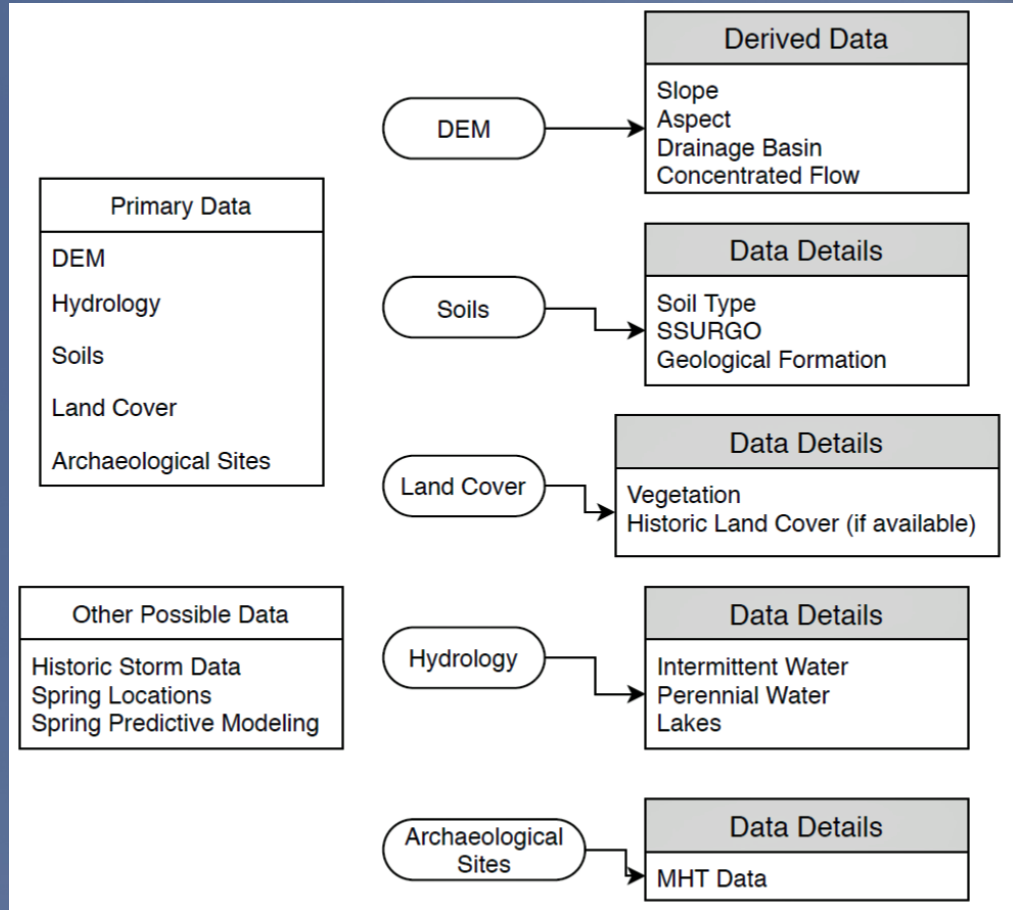 Primary Data
DEM
Hydrology
Soils
Land Cover
Archaeological Sites
Other Possible Data
Historic Storm Data
Spring Locations
Spring Predictive Modeling
DEM
Derived Data
Slope
Aspect
Drainage Basin
Concentrated Flow
Soils
Data Details
Soil Type
SSURGO
Geological Formation
Land Cover
Data Details
Vegetation
Historic Land Cover (if available)
Hydrology
Data Details
Intermittent Water
Perennial Water
Lakes
Archaeological
Sites
Data Details
MHT Data